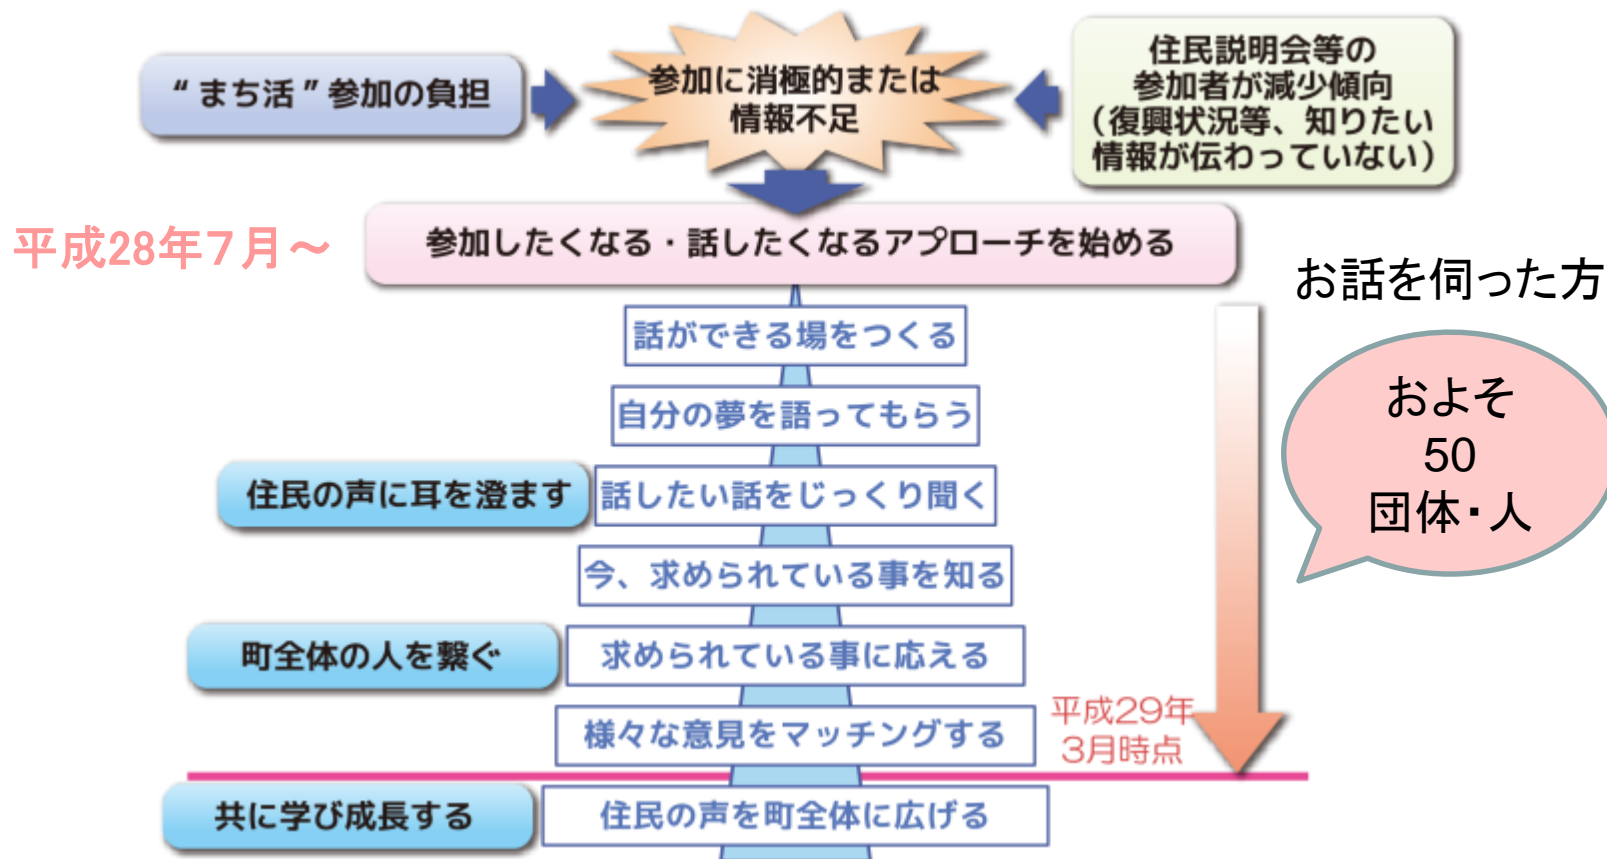 “まち活”参加の負担
参加に消極的または
情報不足
住民説明会等の
参加者が減少傾向
（復興状況等、知りたい
情報が伝わっていない）
平成28年７月～
参加したくなる・話したくなるアプローチを始める
お話を伺った方
およそ
50
団体・人
話ができる場をつくる
自分の夢を語ってもらう
住民の声に耳を澄ます
話したい話をじっくり聞く
今、求められている事を知る
町全体の人を繋ぐ
求められている事に応える
様々な意見をマッチングする
平成29年
3月時点
共に学び成長する
住民の声を町全体に広げる